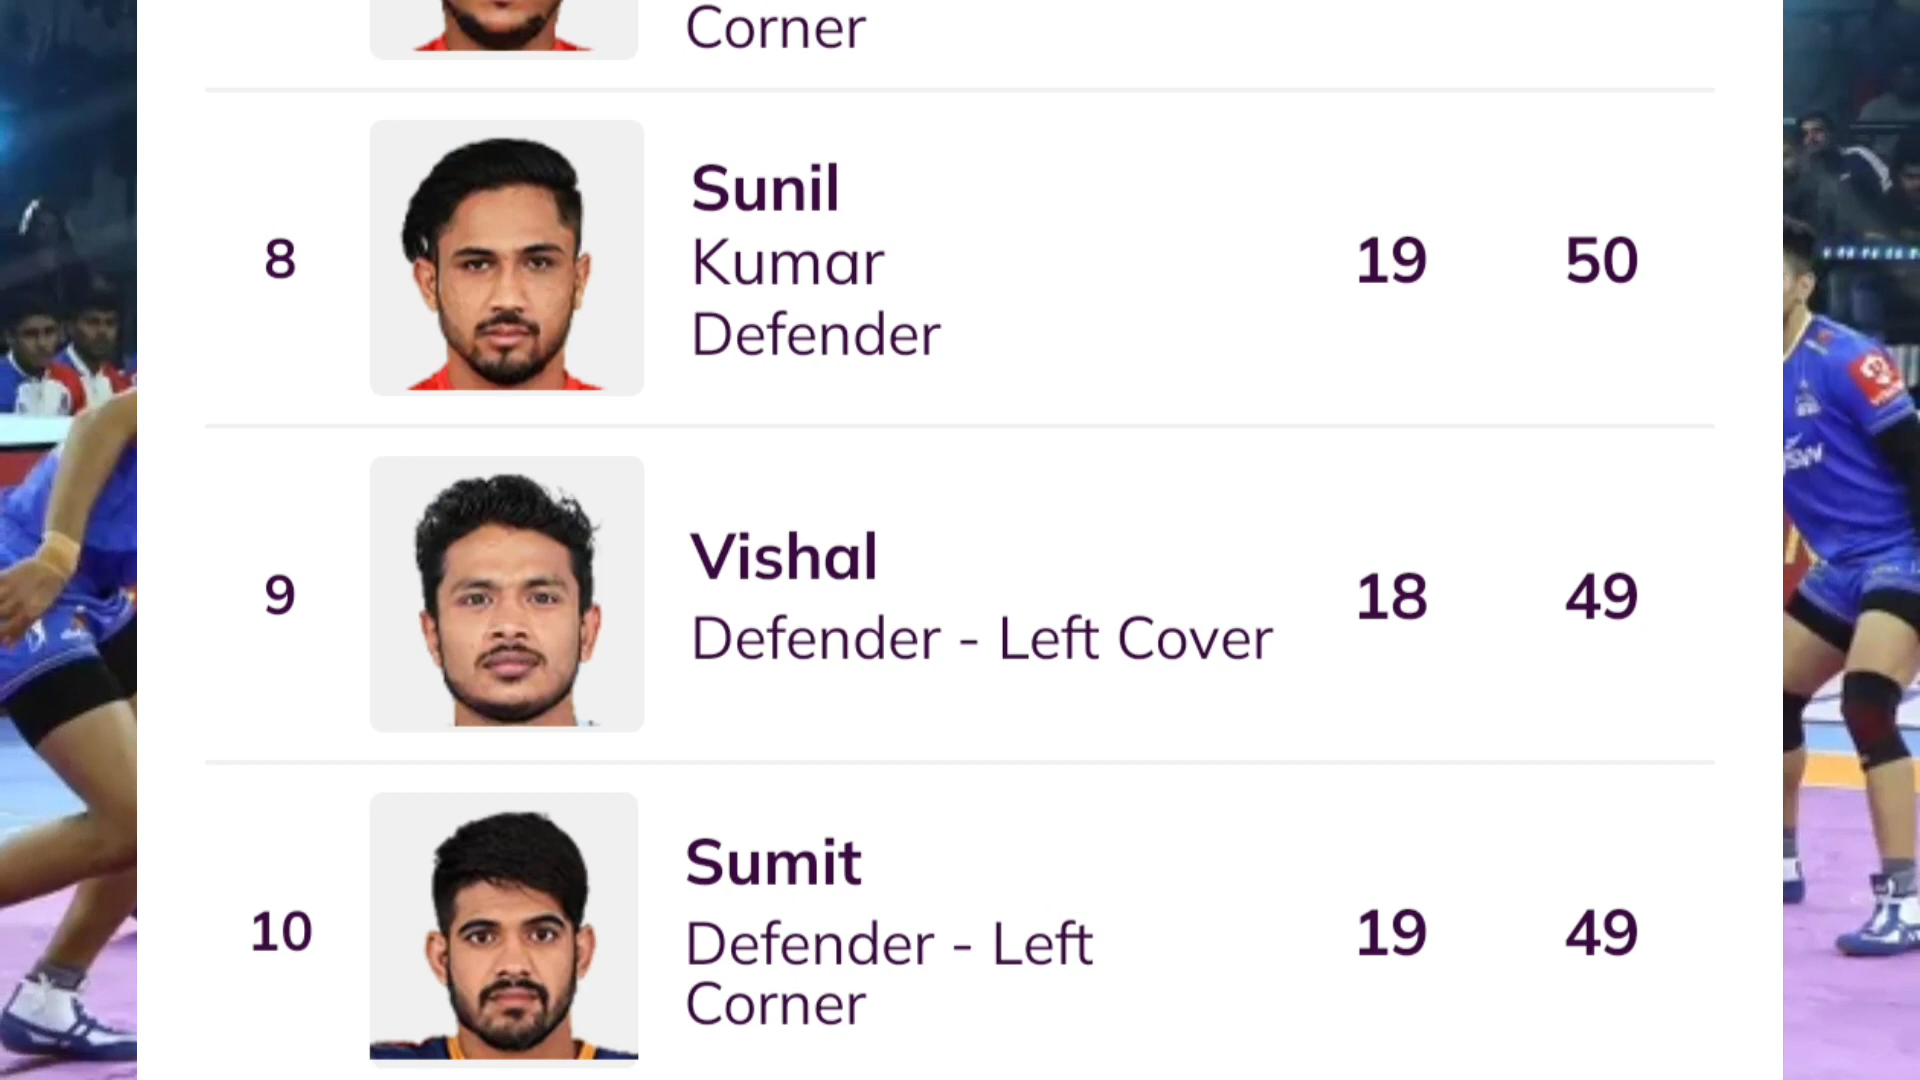 Corner
8
Sunil
Kumar
Defender
19
50
9
Vishal
Defender - Left Cover
18
49
10
Sumit
Defender - Left
Corner
19
49